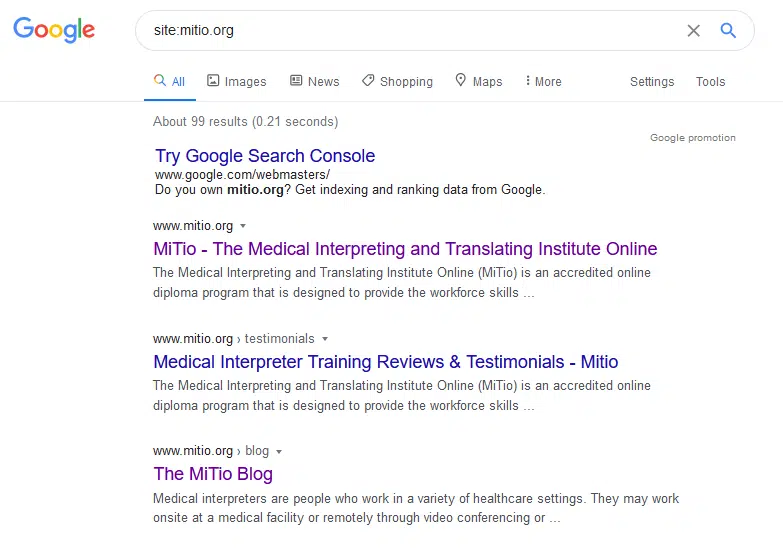 Google
site:mitio.org
All Images News Shopping Maps More Settings Tools
About 99 results (0.21 seconds)
Google promotion
Try Google Search Console
www.google.com/webmasters/
Do you own mitio.org? Get indexing and ranking data from Google.
www.mitio.org
MiTio - The Medical Interpreting and Translating Institute Online
The Medical Interpreting and Translating Institute Online (MiTio) is an accredited online
diploma program that is designed to provide the workforce skills ...
www.mitio.org › testimonials
Medical Interpreter Training Reviews & Testimonials - Mitio
The Medical Interpreting and Translating Institute Online (MiTio) is an accredited online
diploma program that is designed to provide the workforce skills ...
www.mitio.org › blog
The MiTio Blog
Medical interpreters are people who work in a variety of healthcare settings. They may work
onsite at a medical facility or remotely through video conferencing or ...